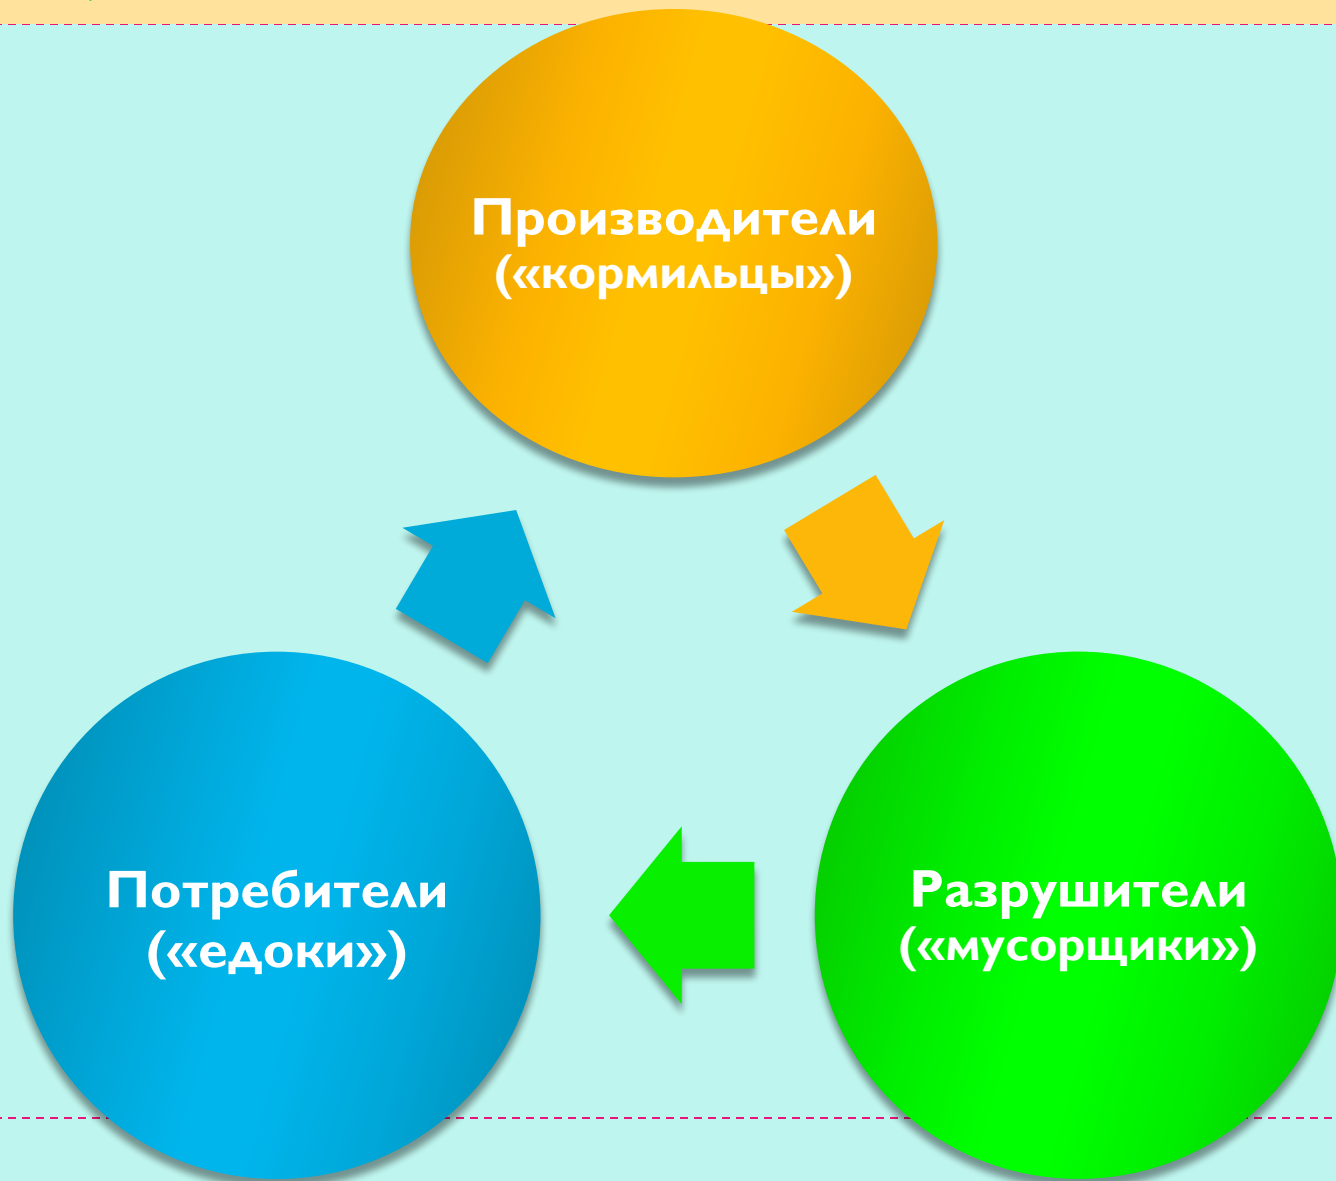 Производители
(«кормильцы»)
Потребители
(«едоки»)
Разрушители
(«мусорщики»)